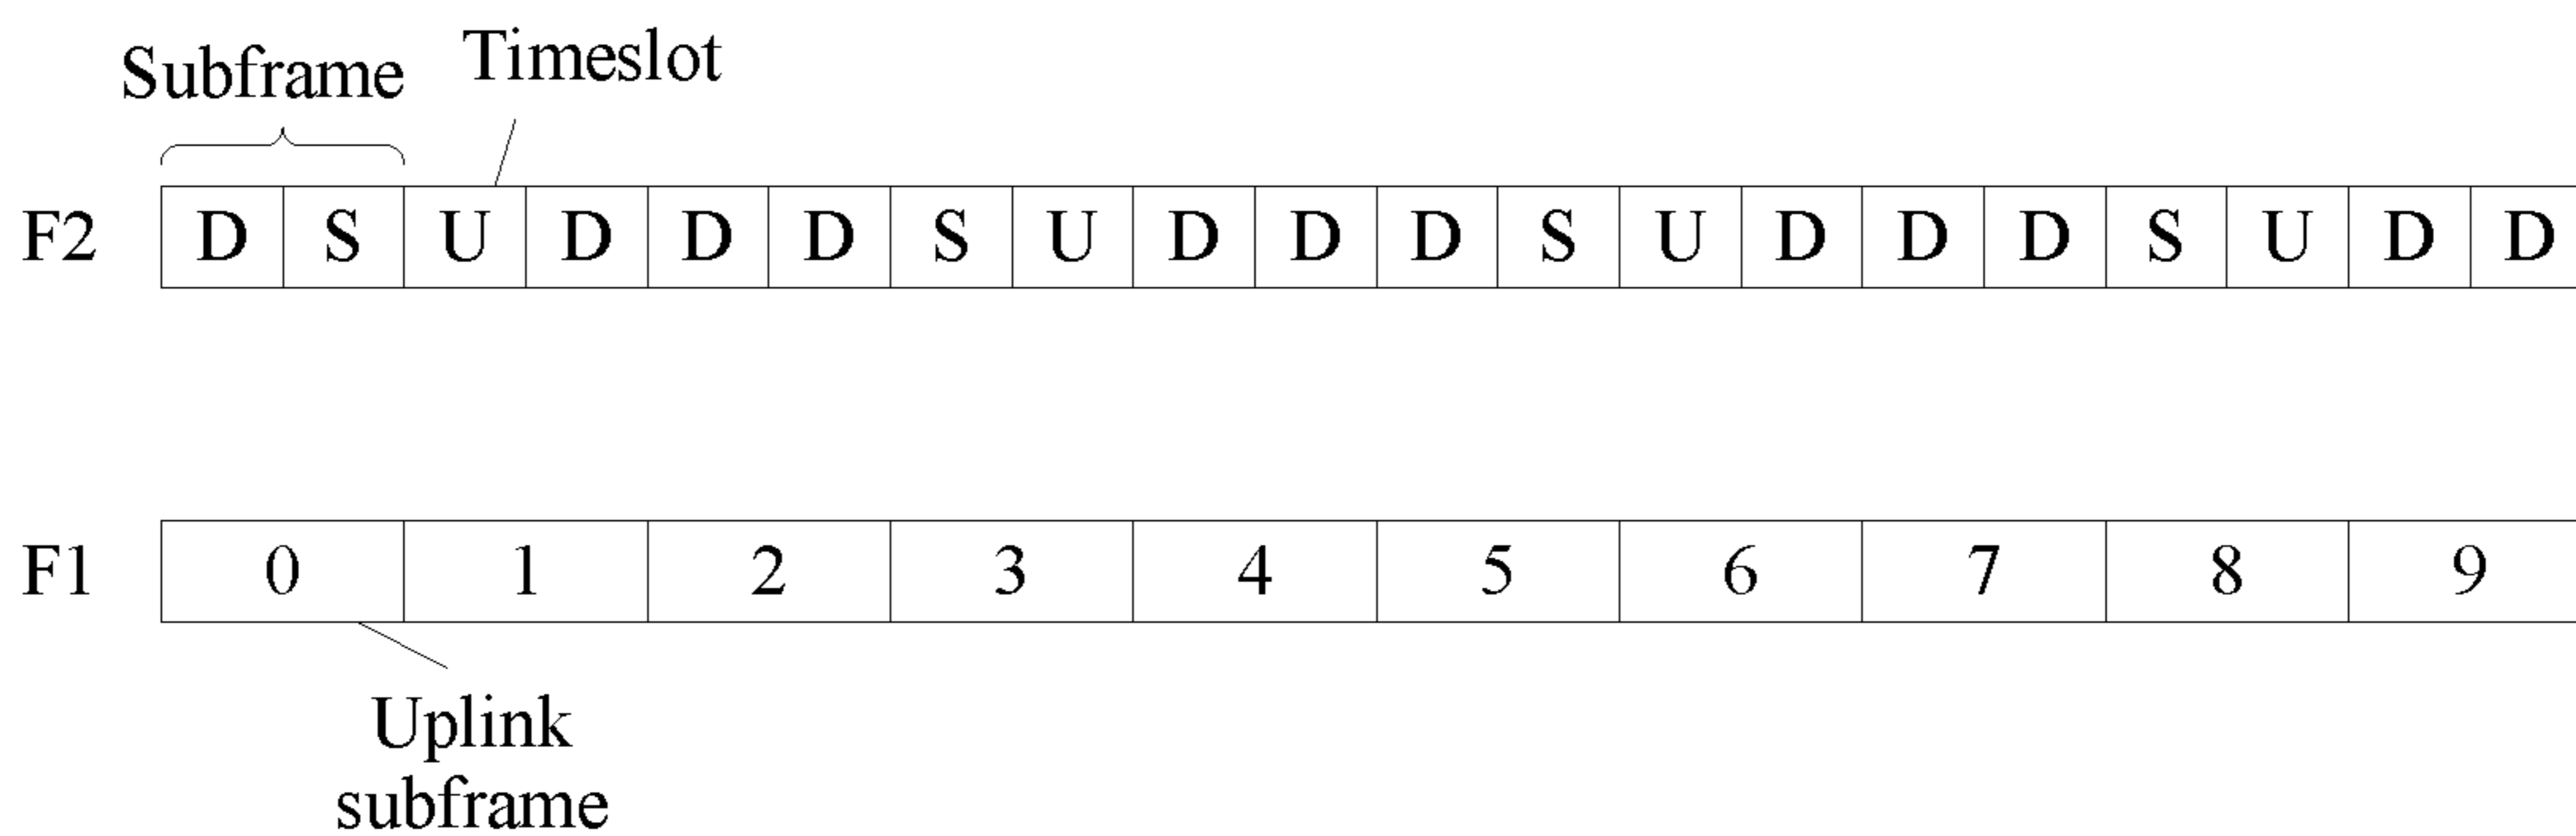 Subframe Timeslot
F2 D S U D D D S U D D D S U D D D S U D D
F1 0 1 2 3 4 5 6 7 8 9
Uplink
subframe